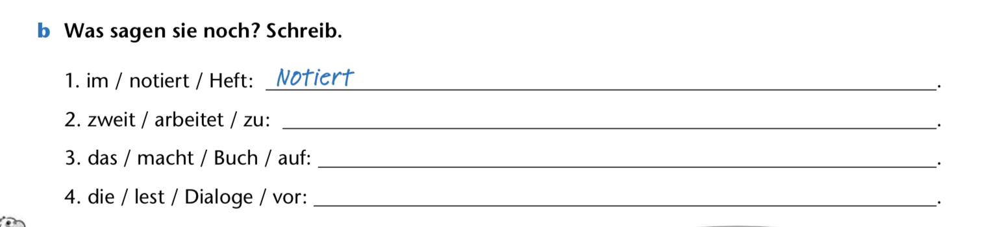 b Was sagen sie noch? Schreib.
1. im / notiert / Heft: Notiert .
2. zweit / arbeitet / zu: .
3. das / macht / Buch / auf: .
4. die / lest / Dialoge / vor: .